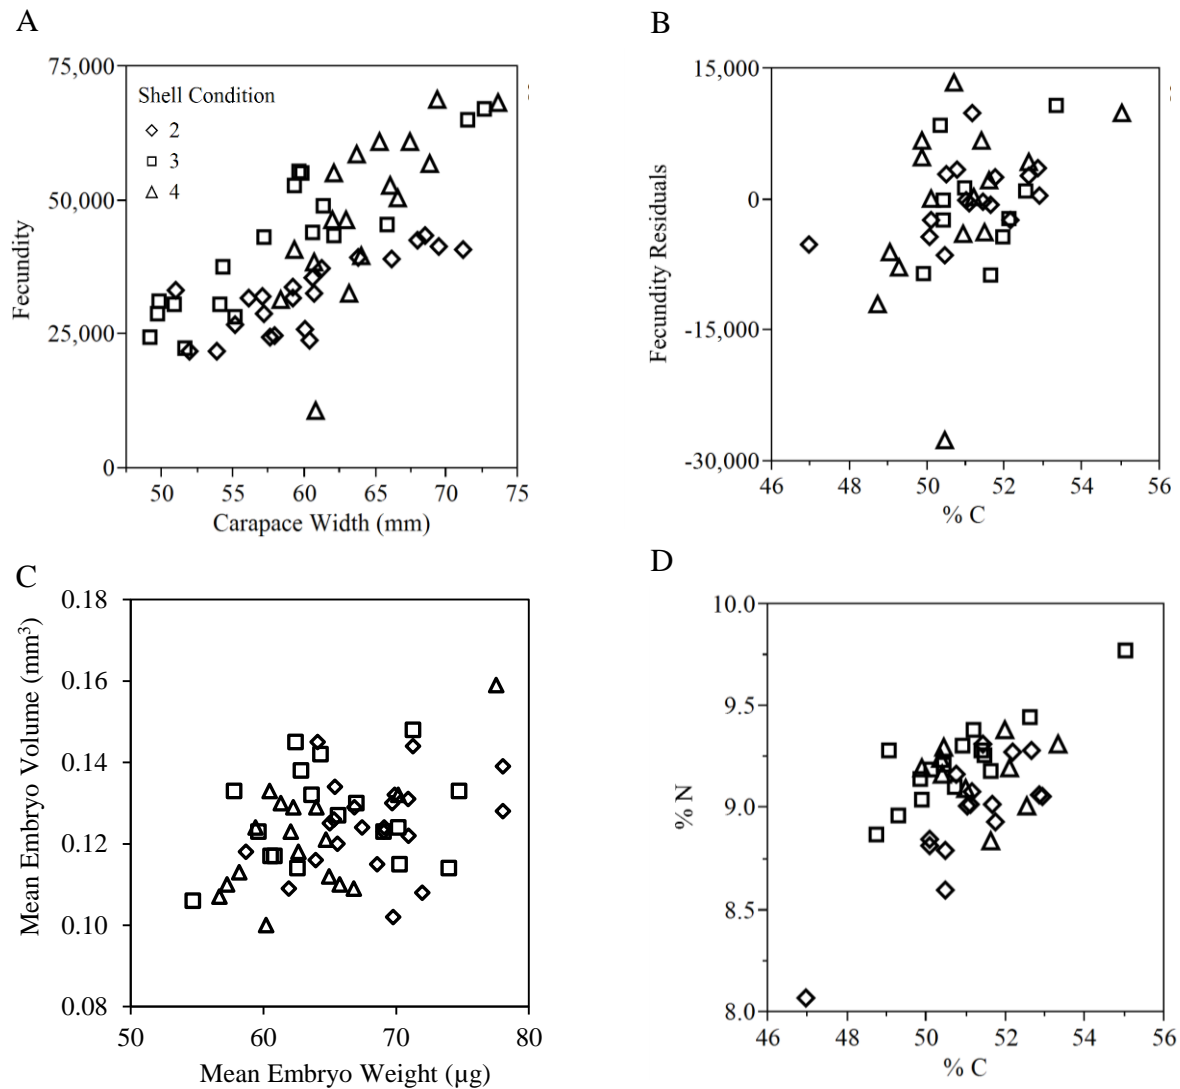 A
75,000
50,000
25,000
0
Fecundity
Shell Condition
2
3
4
50 55 60 65 70 75
Carapace Width (mm)
B
15,000
0
-15,000
-30,000
Fecundity Residuals
46 48 50 52 54 56
% C
C
0.18
0.16
0.14
0.12
0.10
0.08
Mean Embryo Volume (mm³)
50 60 70 80
Mean Embryo Weight (µg)
D
10.0
9.5
9.0
8.5
8.0
% N
46 48 50 52 54 56
% C